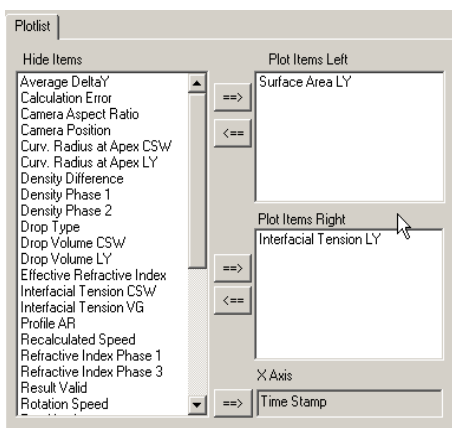 Plotlist
Hide Items
Average DeltaY
Calculation Error
Camera Aspect Ratio
Camera Position
Curv. Radius at Apex CSW
Curv. Radius at Apex LY
Density Difference
Density Phase 1
Density Phase 2
Drop Type
Drop Volume CSW
Drop Volume LY
Effective Refractive Index
Interfacial Tension CSW
Interfacial Tension VG
Profile AR
Recalculated Speed
Refractive Index Phase 1
Refractive Index Phase 3
Result Valid
Rotation Speed
==>
<==
==>
<==
==>
Plot Items Left
Surface Area LY
Plot Items Right
Interfacial Tension LY
X Axis
Time Stamp